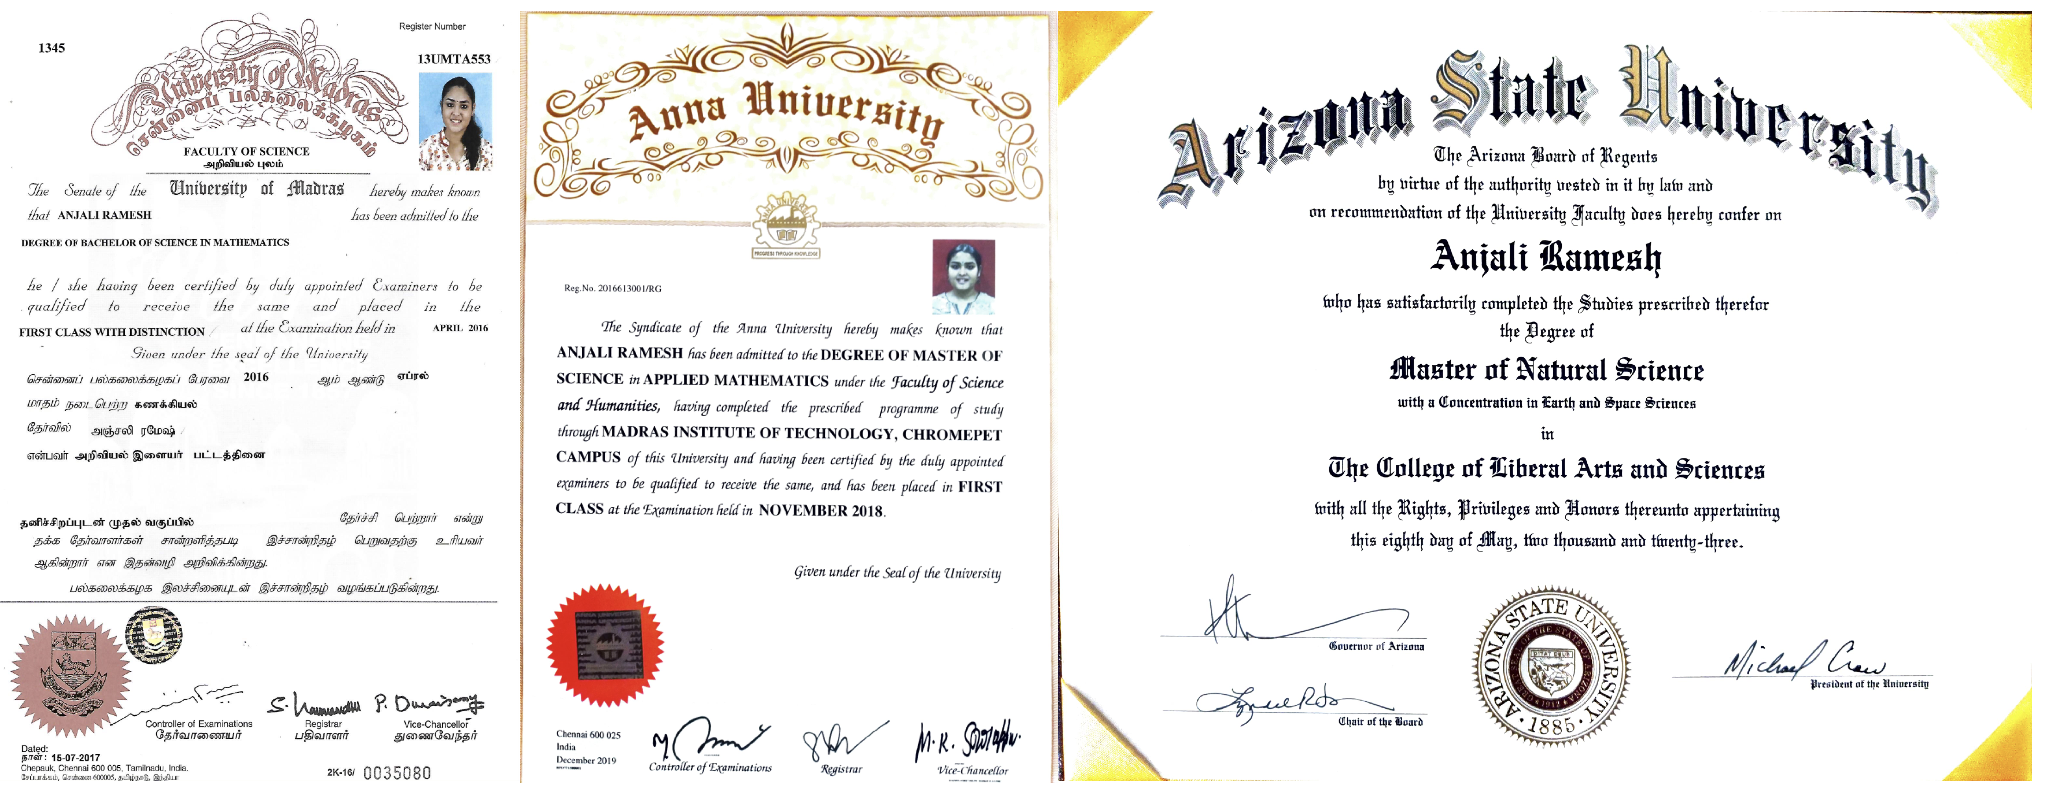 1345
Register Number
13UMTA553
University of Madras
சென்னைப் பல்கலைக்கழகம்
FACULTY OF SCIENCE
அறிவியல் புலம்
The Senate of the University of Madras hereby makes known
that ANJALI RAMESH has been admitted to the
DEGREE OF BACHELOR OF SCIENCE IN MATHEMATICS
he / she having been certified by duly appointed Examiners to be
qualified to receive the same and placed in the
FIRST CLASS WITH DISTINCTION at the Examination held in APRIL 2016
Given under the seal of the University
சென்னைப் பல்கலைக்கழகப் பேரவை 2016 ஆம் ஆண்டு ஏப்ரல்
மாதம் நடைபெற்ற கணக்கியல்
தேர்வில் அஞ்சலி ரமேஷ்
என்பவர் அறிவியல் இளையர் பட்டத்தினை
தனிச்சிறப்புடன் முதல் வகுப்பில் தேர்ச்சி பெற்றார் என்று
தக்க தேர்வாளர்கள் சான்றளித்தபடி இச்சான்றிதழ் பெறுவதற்கு உரியவர்
ஆகின்றார் என இதன்வழி அறிவிக்கின்றது.
பல்கலைக்கழக இலச்சினையுடன் இச்சான்றிதழ் வழங்கப்படுகின்றது.
Controller of Examinations
தேர்வாணையர்
Registrar
பதிவாளர்
Vice-Chancellor
துணைவேந்தர்
Dated:
நாள்: 15-07-2017
Chepauk, Chennai 600 005, Tamilnadu, India.
சேப்பாக்கம், சென்னை 600005, தமிழ்நாடு, இந்தியா
2K-16/ 0035080
Anna University
ANNA UNIVERSITY
PROGRESS THROUGH KNOWLEDGE
Reg.No. 2016613001/RG
The Syndicate of the Anna University hereby makes known that
ANJALI RAMESH has been admitted to the DEGREE OF MASTER OF
SCIENCE in APPLIED MATHEMATICS under the Faculty of Science
and Humanities, having completed the prescribed programme of study
through MADRAS INSTITUTE OF TECHNOLOGY, CHROMEPET
CAMPUS of this University and having been certified by the duly appointed
examiners to be qualified to receive the same, and has been placed in FIRST
CLASS at the Examination held in NOVEMBER 2018.
Given under the Seal of the University
Chennai 600 025
India
December 2019
Controller of Examinations
Registrar
Vice-Chancellor
Arizona State University
The Arizona Board of Regents
by virtue of the authority vested in it by law and
on recommendation of the University Faculty does hereby confer on
Anjali Ramesh
who has satisfactorily completed the Studies prescribed therefor
the Degree of
Master of Natural Science
with a Concentration in Earth and Space Sciences
in
The College of Liberal Arts and Sciences
with all the Rights, Privileges and Honors thereunto appertaining
this eighth day of May, two thousand and twenty-three.
Governor of Arizona
Chair of the Board
ARIZONA STATE UNIVERSITY
1885
DITAT DEUS
1912
Michael Crow
President of the University